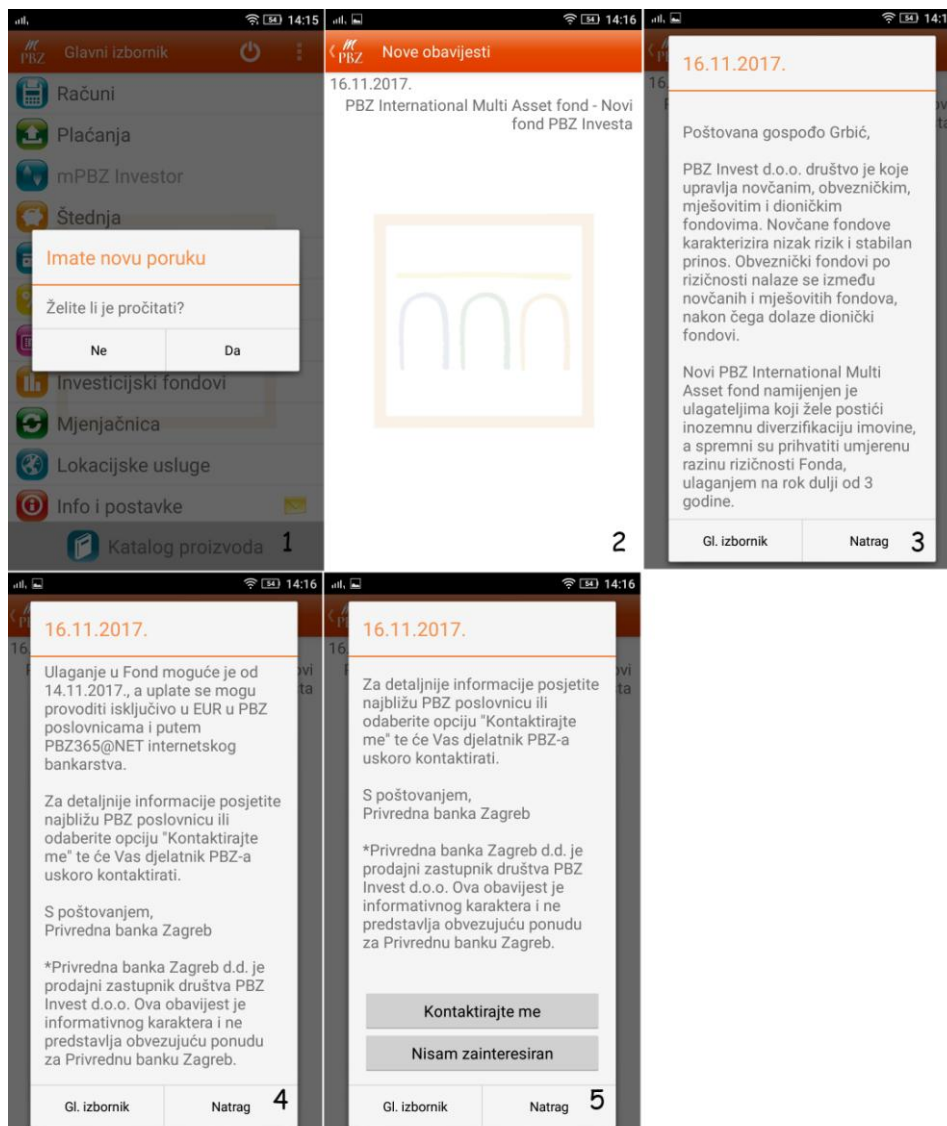 54 14:15
PBZ Glavni izbornik
Računi
Plaćanja
mPBZ Investor
Štednja
Imate novu poruku
Želite li je pročitati?
Ne Da
Investicijski fondovi
Mjenjačnica
Lokacijske usluge
Info i postavke
Katalog proizvoda 1
54 14:16
PBZ Nove obavijesti
16.11.2017.
PBZ International Multi Asset fond - Novi
fond PBZ Investa
2
54
16.11.2017.
Poštovana gospođo Grbić,
PBZ Invest d.o.o. društvo je koje
upravlja novčanim, obvezničkim,
mješovitim i dioničkim
fondovima. Novčane fondove
karakterizira nizak rizik i stabilan
prinos. Obveznički fondovi po
rizičnosti nalaze se između
novčanih i mješovitih fondova,
nakon čega dolaze dionički
fondovi.
Novi PBZ International Multi
Asset fond namijenjen je
ulagateljima koji žele postići
inozemnu diverzifikaciju imovine,
a spremni su prihvatiti umjerenu
razinu rizičnosti Fonda,
ulaganjem na rok dulji od 3
godine.
Gl. izbornik Natrag 3
54 14:16
16.11.2017.
Ulaganje u Fond moguće je od
14.11.2017., a uplate se mogu
provoditi isključivo u EUR u PBZ
poslovnicama i putem
PBZ365@NET internetskog
bankarstva.
Za detaljnije informacije posjetite
najbližu PBZ poslovnicu ili
odaberite opciju "Kontaktirajte
me" te će Vas djelatnik PBZ-a
uskoro kontaktirati.
S poštovanjem,
Privredna banka Zagreb
*Privredna banka Zagreb d.d. je
prodajni zastupnik društva PBZ
Invest d.o.o. Ova obavijest je
informativnog karaktera i ne
predstavlja obvezujuću ponudu
za Privrednu banku Zagreb.
Gl. izbornik Natrag 4
54 14:16
16.11.2017.
Za detaljnije informacije posjetite
najbližu PBZ poslovnicu ili
odaberite opciju "Kontaktirajte
me" te će Vas djelatnik PBZ-a
uskoro kontaktirati.
S poštovanjem,
Privredna banka Zagreb
*Privredna banka Zagreb d.d. je
prodajni zastupnik društva PBZ
Invest d.o.o. Ova obavijest je
informativnog karaktera i ne
predstavlja obvezujuću ponudu
za Privrednu banku Zagreb.
Kontaktirajte me
Nisam zainteresiran
Gl. izbornik Natrag 5